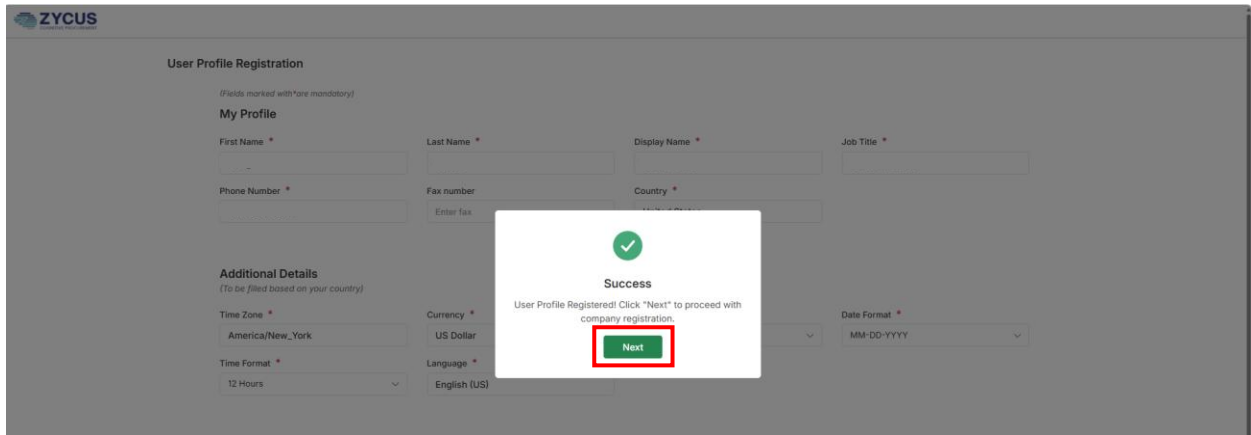 ZYCUS
User Profile Registration
(Fields marked with*are mandatory)
My Profile
First Name *
Last Name *
Display Name *
Job Title *
Phone Number *
Fax number
Country *
Enter fax
Success
User Profile Registered! Click "Next" to proceed with
company registration.
Next
Additional Details
(To be filled based on your country)
Time Zone *
Currency *
Date Format *
America/New_York
US Dollar
MM-DD-YYYY
Time Format *
Language *
12 Hours
English (US)